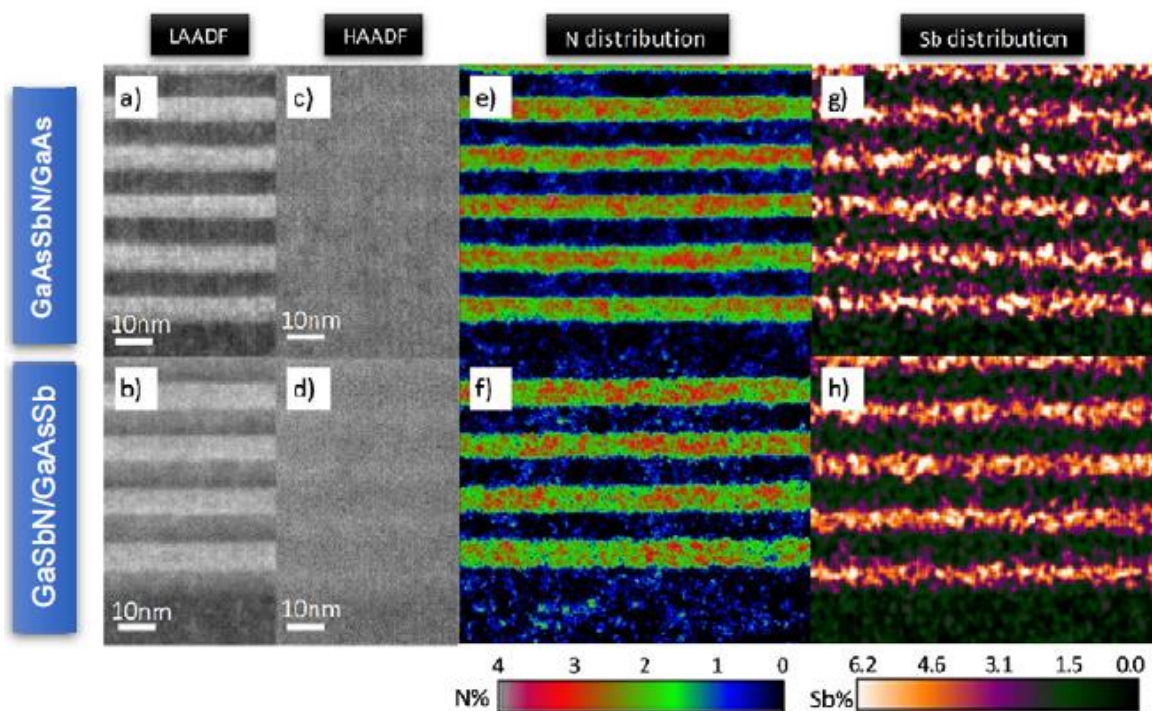 LAADF HAADF N distribution Sb distribution
GaAsSbN/GaAs
a) c) e) g)
10nm 10nm
GaSbN/GaAsSb
b) d) f) h)
10nm 10nm
4 3 2 1 0 6.2 4.6 3.1 1.5 0.0
N% Sb%